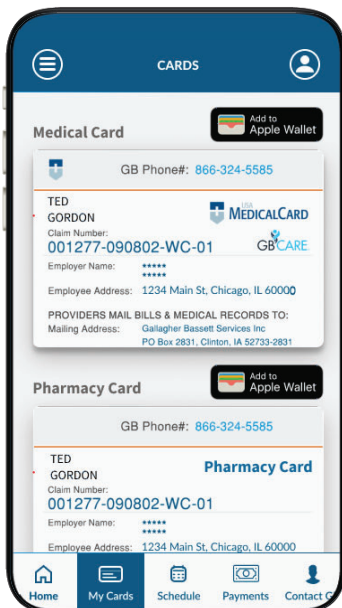 CARDS
Medical Card
Add to
Apple Wallet
GB Phone#: 866-324-5585
TED
GORDON
USA
MEDICALCARD
Claim Number:
001277-090802-WC-01
GBCARE
Employer Name: *****
*****
Employee Address: 1234 Main St, Chicago, IL 60000
PROVIDERS MAIL BILLS & MEDICAL RECORDS TO:
Mailing Address: Gallagher Bassett Services Inc
PO Box 2831, Clinton, IA 52733-2831
Pharmacy Card
Add to
Apple Wallet
GB Phone#: 866-324-5585
TED
GORDON
Pharmacy Card
Claim Number:
001277-090802-WC-01
Employer Name: *****
*****
Employee Address: 1234 Main St, Chicago, IL 60000
Home My Cards Schedule Payments Contact G